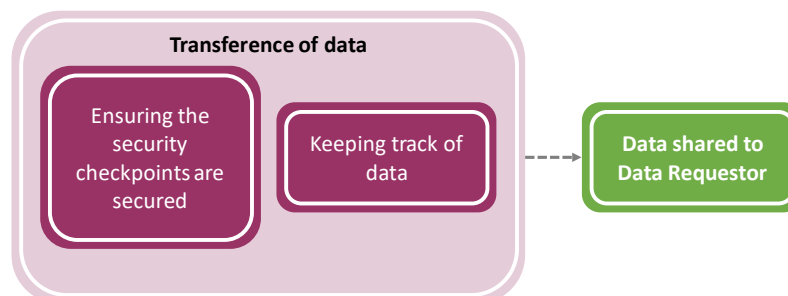 Transference of data
Ensuring the
security
checkpoints are
secured
Keeping track of
data
Data shared to
Data Requestor